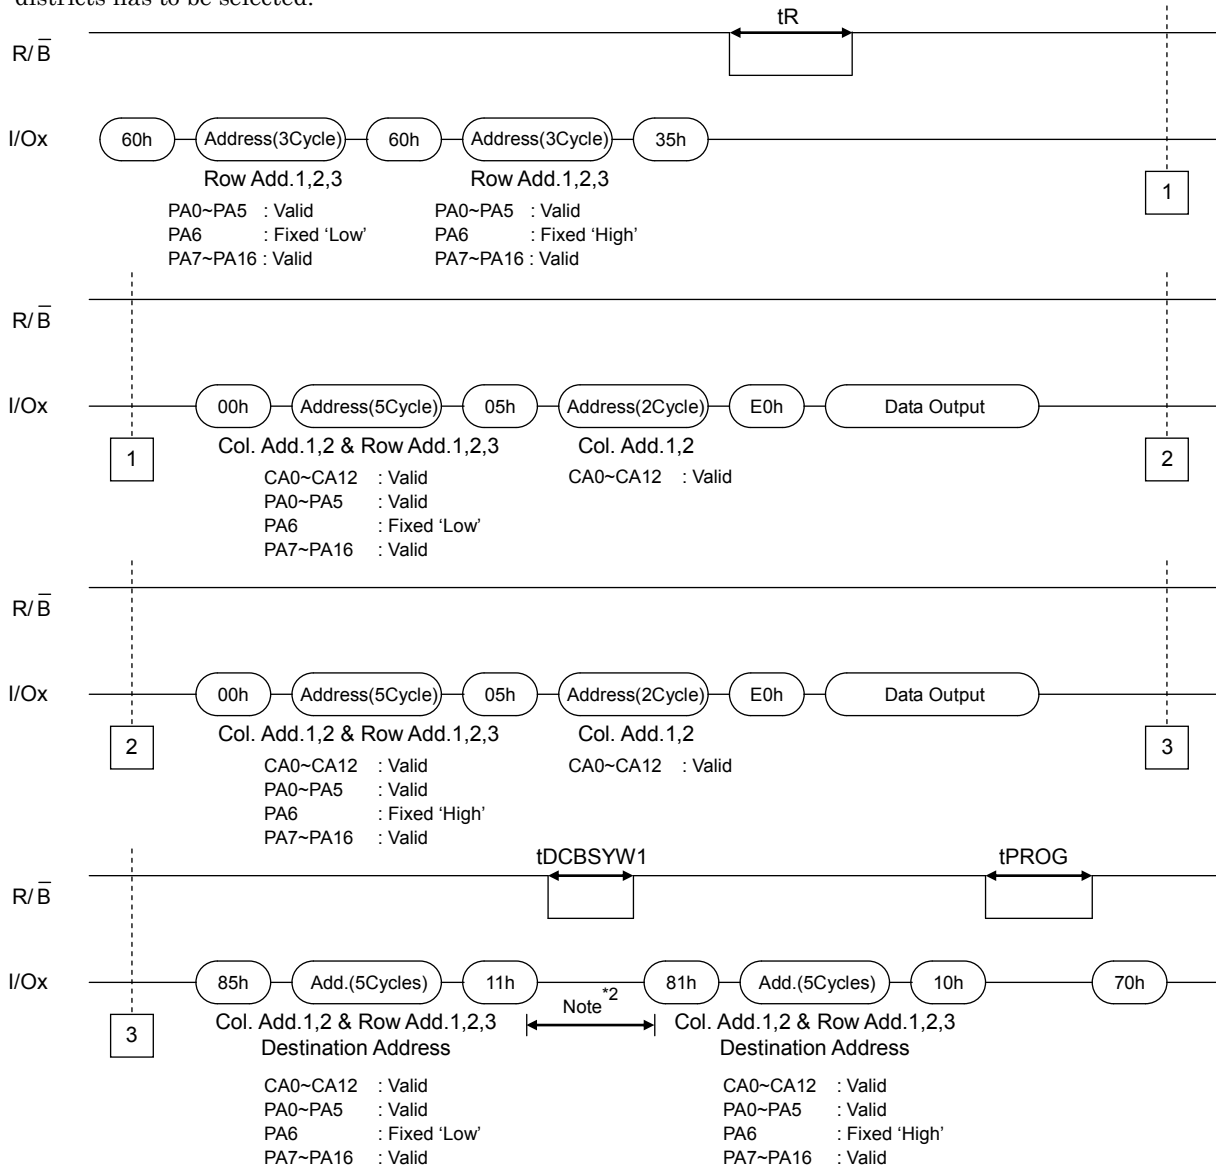 districts has to be selected.
tR
R/B̅
I/Ox 60h Address(3Cycle) 60h Address(3Cycle) 35h
Row Add.1,2,3 Row Add.1,2,3
1
PA0~PA5 : Valid PA0~PA5 : Valid
PA6 : Fixed ‘Low’ PA6 : Fixed ‘High’
PA7~PA16 : Valid PA7~PA16 : Valid
R/B̅
I/Ox 00h Address(5Cycle) 05h Address(2Cycle) E0h Data Output
Col. Add.1,2 & Row Add.1,2,3 Col. Add.1,2
1 2
CA0~CA12 : Valid CA0~CA12 : Valid
PA0~PA5 : Valid
PA6 : Fixed ‘Low’
PA7~PA16 : Valid
R/B̅
I/Ox 00h Address(5Cycle) 05h Address(2Cycle) E0h Data Output
Col. Add.1,2 & Row Add.1,2,3 Col. Add.1,2
2 3
CA0~CA12 : Valid CA0~CA12 : Valid
PA0~PA5 : Valid
PA6 : Fixed ‘High’
PA7~PA16 : Valid
tDCBSYW1 tPROG
R/B̅
I/Ox 85h Add.(5Cycles) 11h 81h Add.(5Cycles) 10h 70h
Note*2
Col. Add.1,2 & Row Add.1,2,3 Col. Add.1,2 & Row Add.1,2,3
3
Destination Address Destination Address
CA0~CA12 : Valid CA0~CA12 : Valid
PA0~PA5 : Valid PA0~PA5 : Valid
PA6 : Fixed ‘Low’ PA6 : Fixed ‘High’
PA7~PA16 : Valid PA7~PA16 : Valid